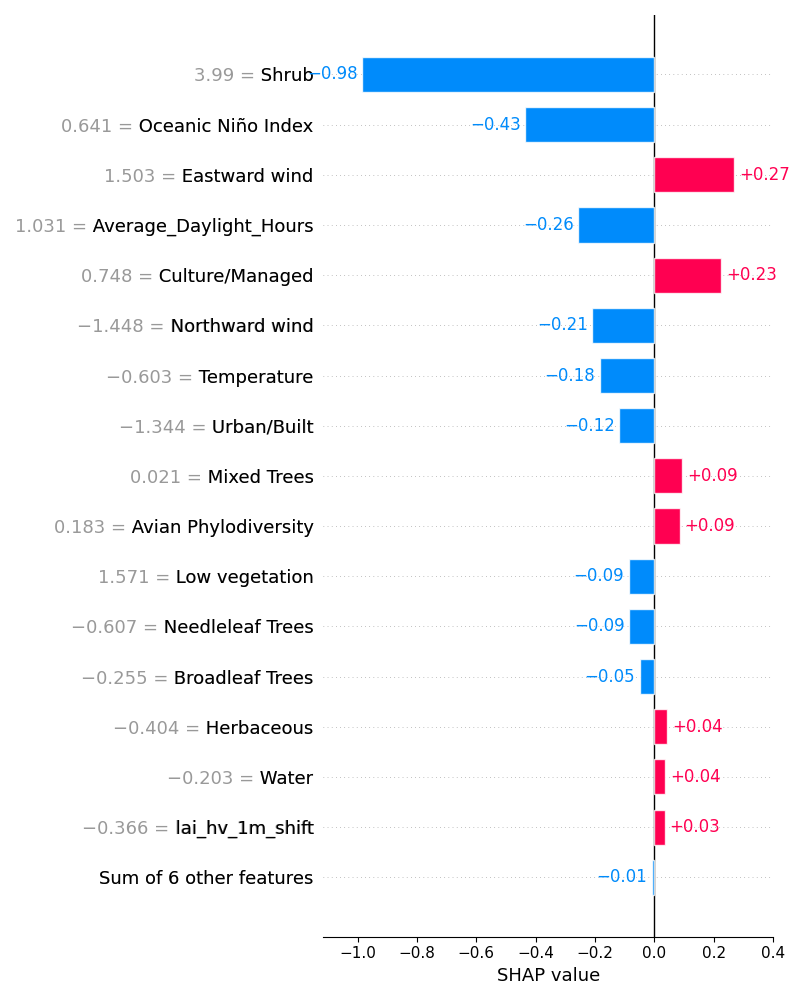 3.99 = Shrub −0.98
0.641 = Oceanic Niño Index −0.43
1.503 = Eastward wind +0.27
1.031 = Average_Daylight_Hours −0.26
0.748 = Culture/Managed +0.23
−1.448 = Northward wind −0.21
−0.603 = Temperature −0.18
−1.344 = Urban/Built −0.12
0.021 = Mixed Trees +0.09
0.183 = Avian Phylodiversity +0.09
1.571 = Low vegetation −0.09
−0.607 = Needleleaf Trees −0.09
−0.255 = Broadleaf Trees −0.05
−0.404 = Herbaceous +0.04
−0.203 = Water +0.04
−0.366 = lai_hv_1m_shift +0.03
Sum of 6 other features −0.01
−1.0 −0.8 −0.6 −0.4 −0.2 0.0 0.2 0.4
SHAP value